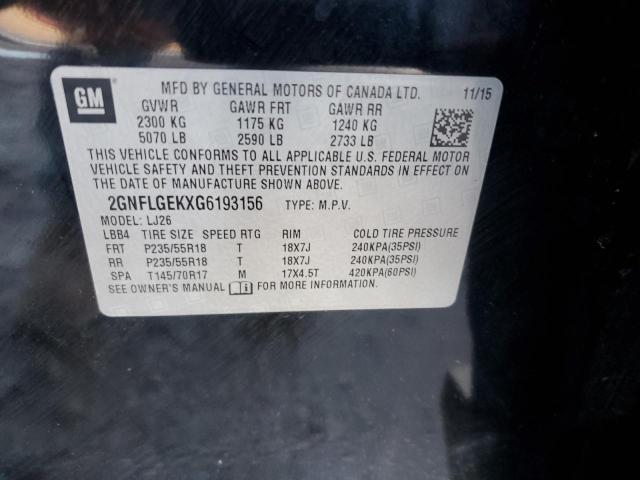 GM
MFD BY GENERAL MOTORS OF CANADA LTD. 11/15
GVWR GAWR FRT GAWR RR
2300 KG 1175 KG 1240 KG
5070 LB 2590 LB 2733 LB
THIS VEHICLE CONFORMS TO ALL APPLICABLE U.S. FEDERAL MOTOR
VEHICLE SAFETY AND THEFT PREVENTION STANDARDS IN EFFECT ON
THE DATE OF MANUFACTURE SHOWN ABOVE.
2GNFLGEKXG6193156 TYPE: M.P.V.
MODEL: LJ26
LBB4 TIRE SIZE SPEED RTG RIM COLD TIRE PRESSURE
FRT P235/55R18 T 18X7J 240KPA(35PSI)
RR P235/55R18 T 18X7J 240KPA(35PSI)
SPA T145/70R17 M 17X4.5T 420KPA(60PSI)
SEE OWNER'S MANUAL FOR MORE INFORMATION.